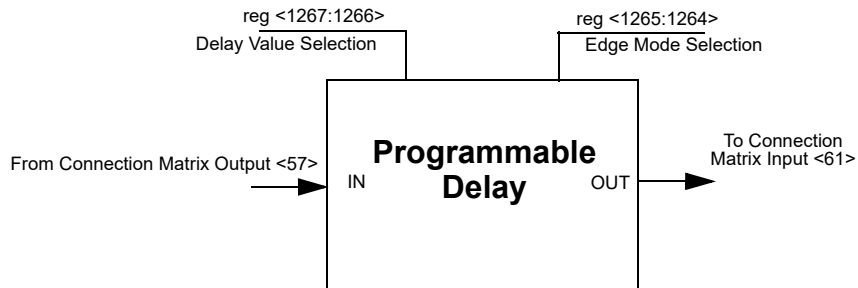 reg <1267:1266>
Delay Value Selection
reg <1265:1264>
Edge Mode Selection
From Connection Matrix Output <57>
IN
Programmable
Delay
OUT
To Connection
Matrix Input <61>